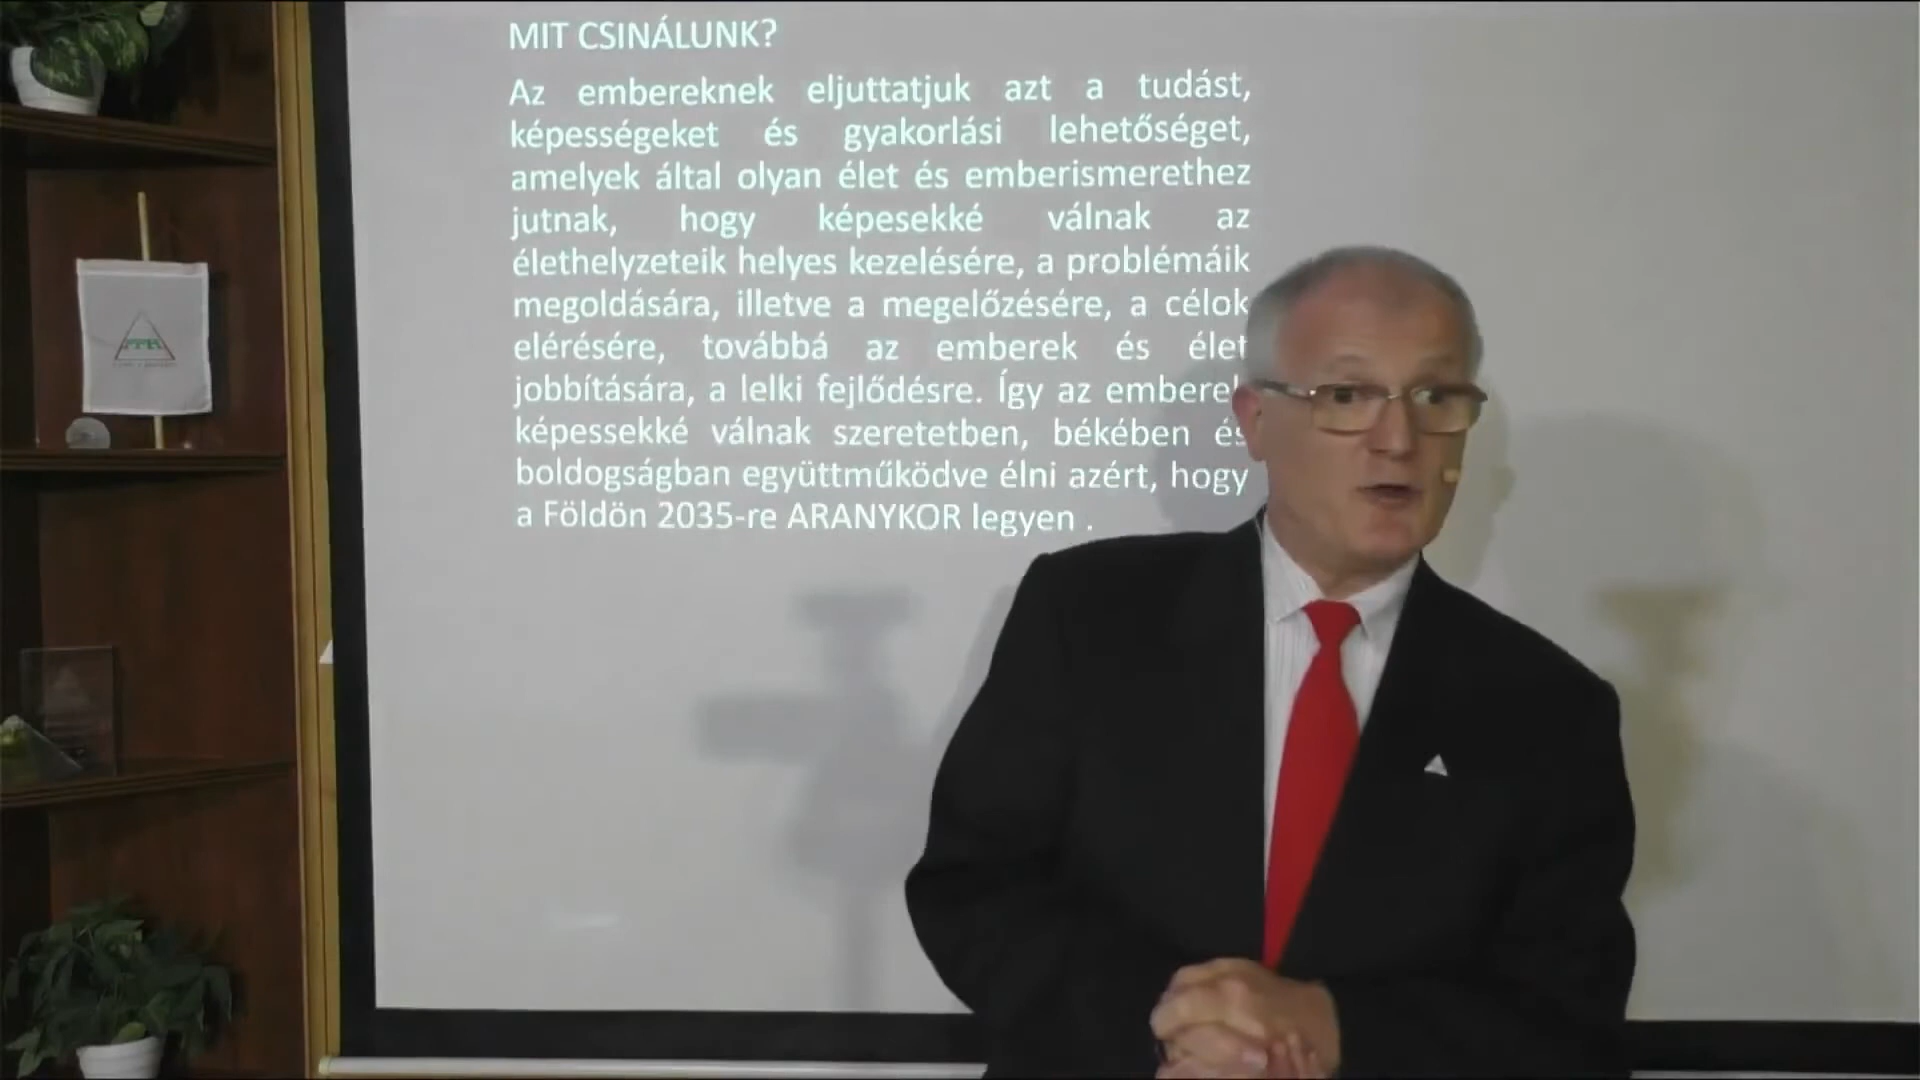 MIT CSINÁLUNK?
Az embereknek eljuttatjuk azt a tudást,
képességeket és gyakorlási lehetőséget,
amelyek által olyan élet és emberismerethez
jutnak, hogy képesekké válnak az
élethelyzeteik helyes kezelésére, a problémáik
megoldására, illetve a megelőzésére, a célok
elérésére, továbbá az emberek és élet
jobbítására, a lelki fejlődésre. Így az
képessekké válnak szeretetben, békében és
boldogságban együttműködve élni azért, hogy
a Földön 2035-re ARANYKOR legyen .